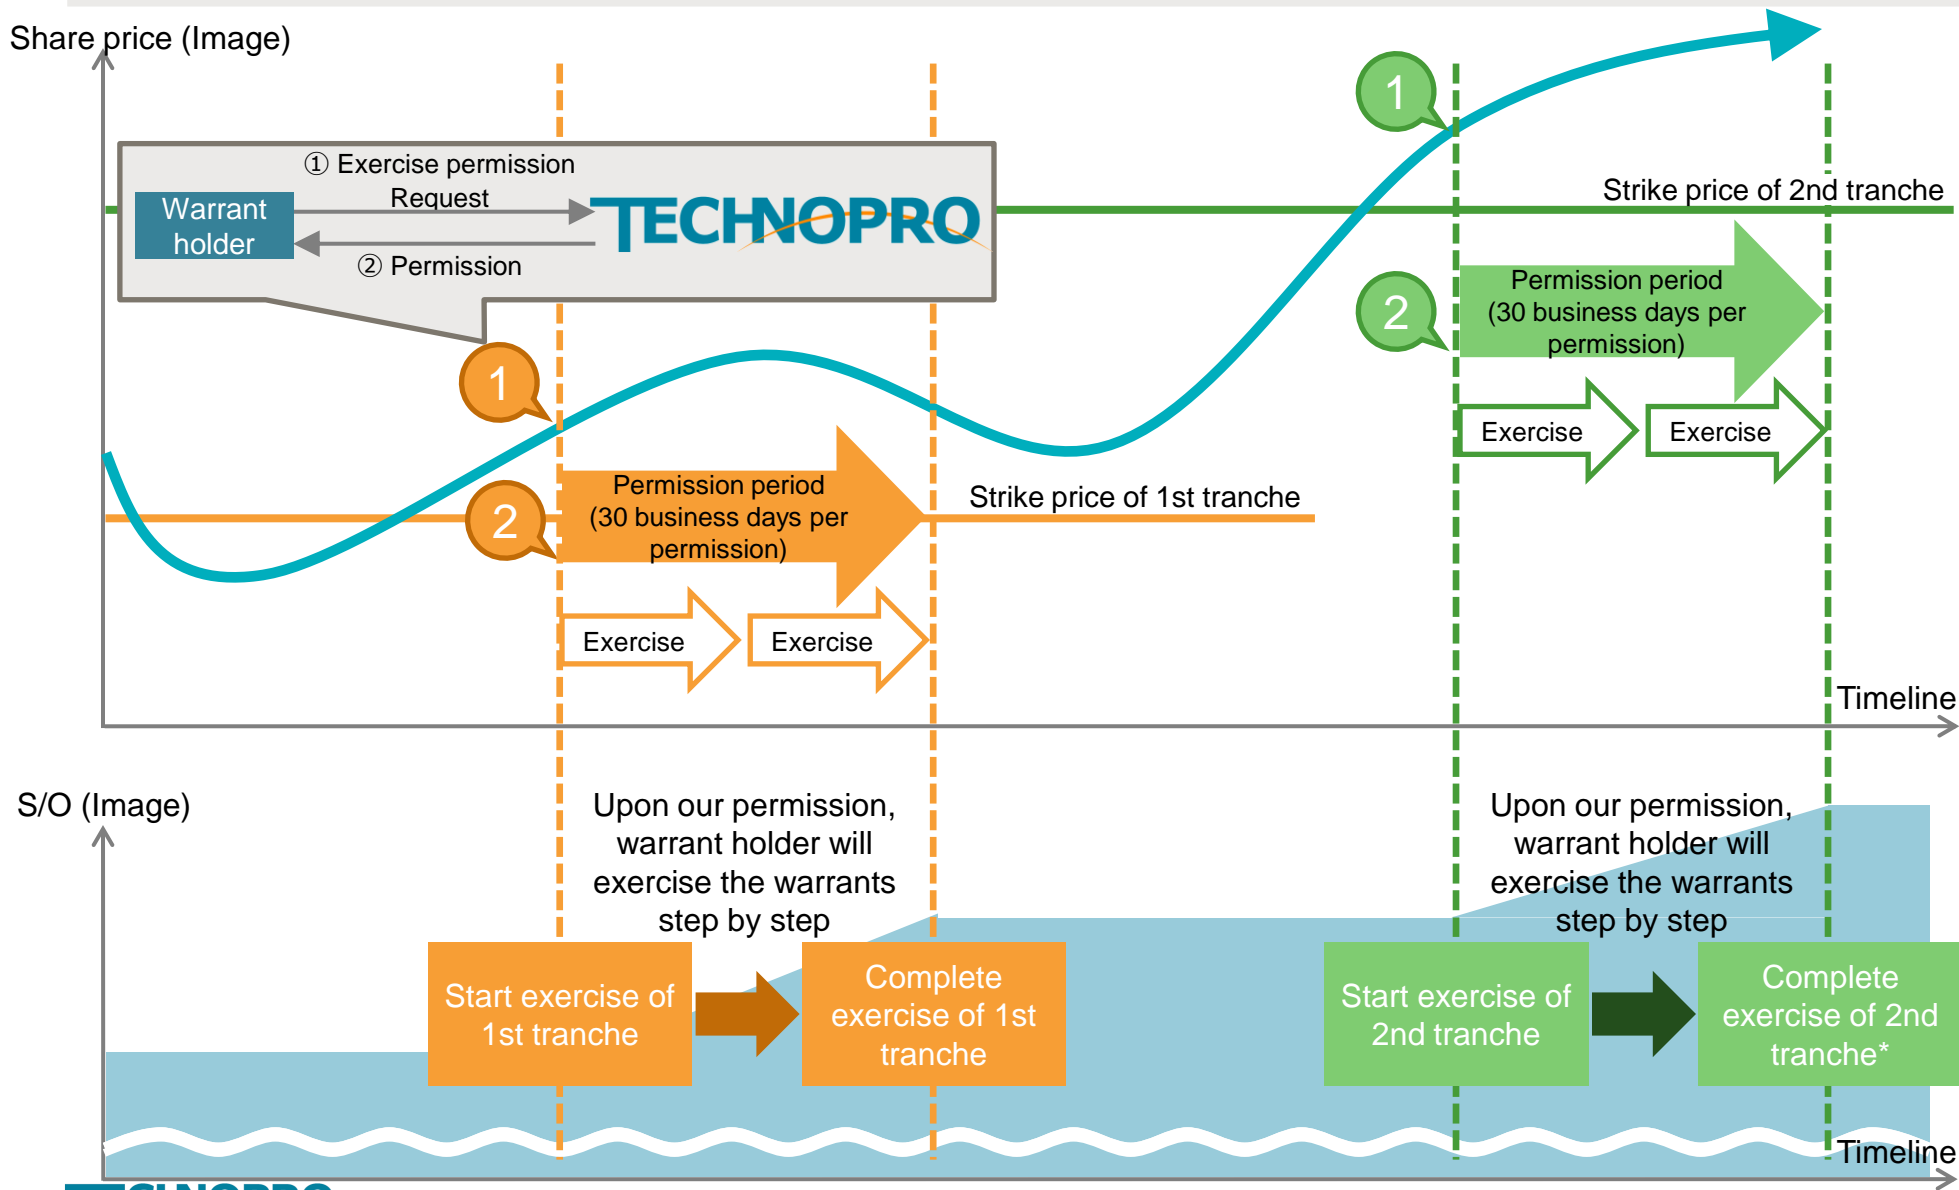 Share price (Image)
① Exercise permission
Request
Warrant
holder
TECHNOPRO
② Permission
1
2
Permission period
(30 business days per
permission)
Exercise
Exercise
Strike price of 1st tranche
1
Strike price of 2nd tranche
2
Permission period
(30 business days per
permission)
Exercise
Exercise
Timeline
S/O (Image)
Upon our permission,
warrant holder will
exercise the warrants
step by step
Upon our permission,
warrant holder will
exercise the warrants
step by step
Start exercise of
1st tranche
Complete
exercise of 1st
tranche
Start exercise of
2nd tranche
Complete
exercise of 2nd
tranche*
Timeline
TECHNOPRO